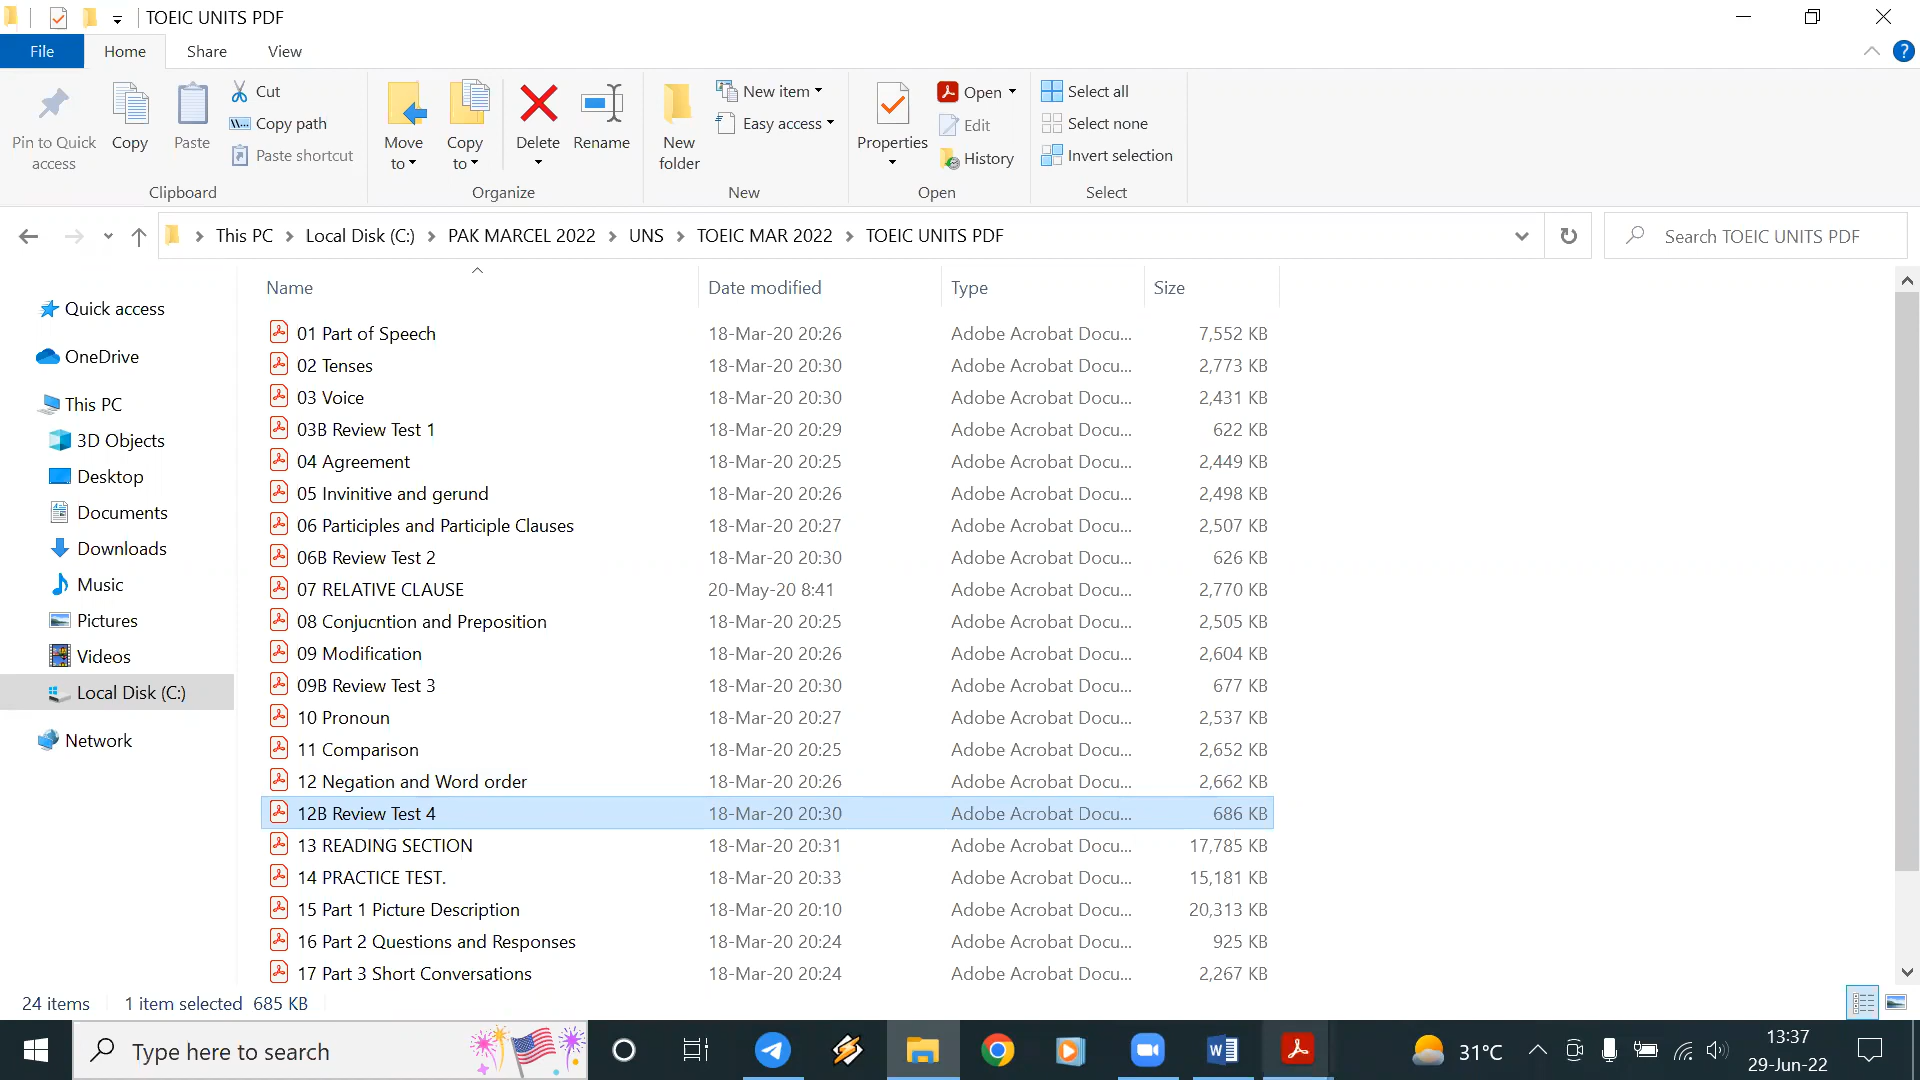 TOEIC UNITS PDF
File Home Share View
Pin to Quick access
Copy
Paste
Cut
Copy path
Paste shortcut
Clipboard
Move to
Copy to
Delete
Rename
Organize
New folder
New item
Easy access
New
Properties
Open
Edit
History
Open
Select all
Select none
Invert selection
Select
This PC > Local Disk (C:) > PAK MARCEL 2022 > UNS > TOEIC MAR 2022 > TOEIC UNITS PDF
Search TOEIC UNITS PDF
Quick access
OneDrive
This PC
3D Objects
Desktop
Documents
Downloads
Music
Pictures
Videos
Local Disk (C:)
Network
Name Date modified Type Size
01 Part of Speech 18-Mar-20 20:26 Adobe Acrobat Docu... 7,552 KB
02 Tenses 18-Mar-20 20:30 Adobe Acrobat Docu... 2,773 KB
03 Voice 18-Mar-20 20:30 Adobe Acrobat Docu... 2,431 KB
03B Review Test 1 18-Mar-20 20:29 Adobe Acrobat Docu... 622 KB
04 Agreement 18-Mar-20 20:25 Adobe Acrobat Docu... 2,449 KB
05 Invinitive and gerund 18-Mar-20 20:26 Adobe Acrobat Docu... 2,498 KB
06 Participles and Participle Clauses 18-Mar-20 20:27 Adobe Acrobat Docu... 2,507 KB
06B Review Test 2 18-Mar-20 20:30 Adobe Acrobat Docu... 626 KB
07 RELATIVE CLAUSE 20-May-20 8:41 Adobe Acrobat Docu... 2,770 KB
08 Conjucntion and Preposition 18-Mar-20 20:25 Adobe Acrobat Docu... 2,505 KB
09 Modification 18-Mar-20 20:26 Adobe Acrobat Docu... 2,604 KB
09B Review Test 3 18-Mar-20 20:30 Adobe Acrobat Docu... 677 KB
10 Pronoun 18-Mar-20 20:27 Adobe Acrobat Docu... 2,537 KB
11 Comparison 18-Mar-20 20:25 Adobe Acrobat Docu... 2,652 KB
12 Negation and Word order 18-Mar-20 20:26 Adobe Acrobat Docu... 2,662 KB
12B Review Test 4 18-Mar-20 20:30 Adobe Acrobat Docu... 686 KB
13 READING SECTION 18-Mar-20 20:31 Adobe Acrobat Docu... 17,785 KB
14 PRACTICE TEST. 18-Mar-20 20:33 Adobe Acrobat Docu... 15,181 KB
15 Part 1 Picture Description 18-Mar-20 20:10 Adobe Acrobat Docu... 20,313 KB
16 Part 2 Questions and Responses 18-Mar-20 20:24 Adobe Acrobat Docu... 925 KB
17 Part 3 Short Conversations 18-Mar-20 20:24 Adobe Acrobat Docu... 2,267 KB
24 items 1 item selected 685 KB
Type here to search
31°C
13:37
29-Jun-22